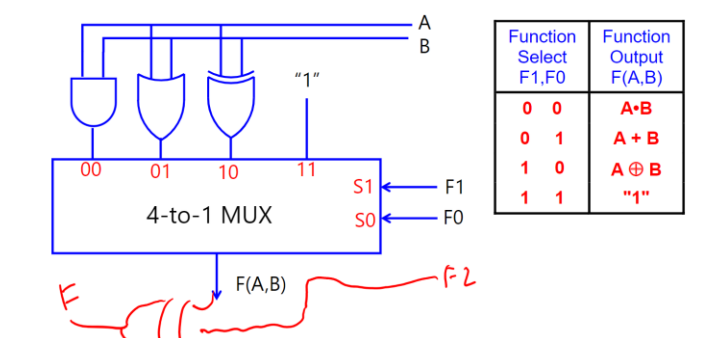 A
B
"1"
00 01 10 11
S1 F1
4-to-1 MUX
S0 F0
F(A,B)
F F2
Function Select F1,F0
Function Output F(A,B)
0 0 A•B
0 1 A + B
1 0 A ⊕ B
1 1 "1"